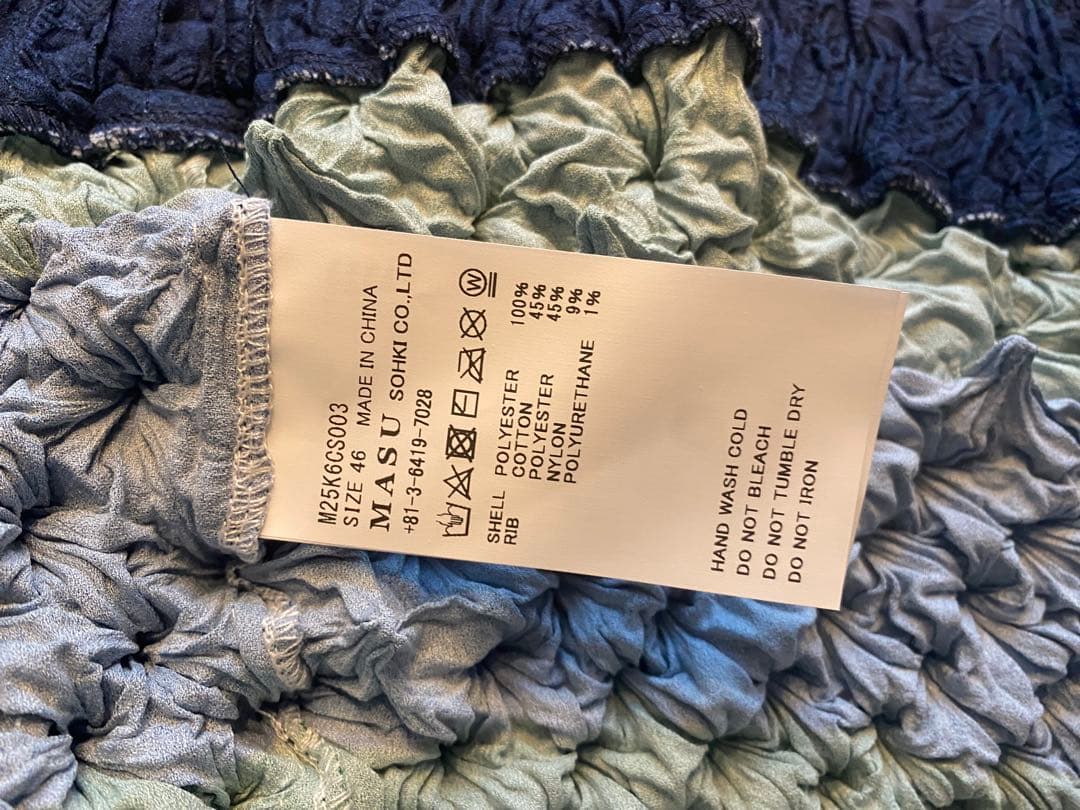 M25K6CS003
SIZE 46 MADE IN CHINA
MASU SOHKI CO.,LTD
+81-3-6419-7028
W
SHELL POLYESTER 100%
RIB COTTON 45%
POLYESTER 45%
NYLON 9%
POLYURETHANE 1%
HAND WASH COLD
DO NOT BLEACH
DO NOT TUMBLE DRY
DO NOT IRON